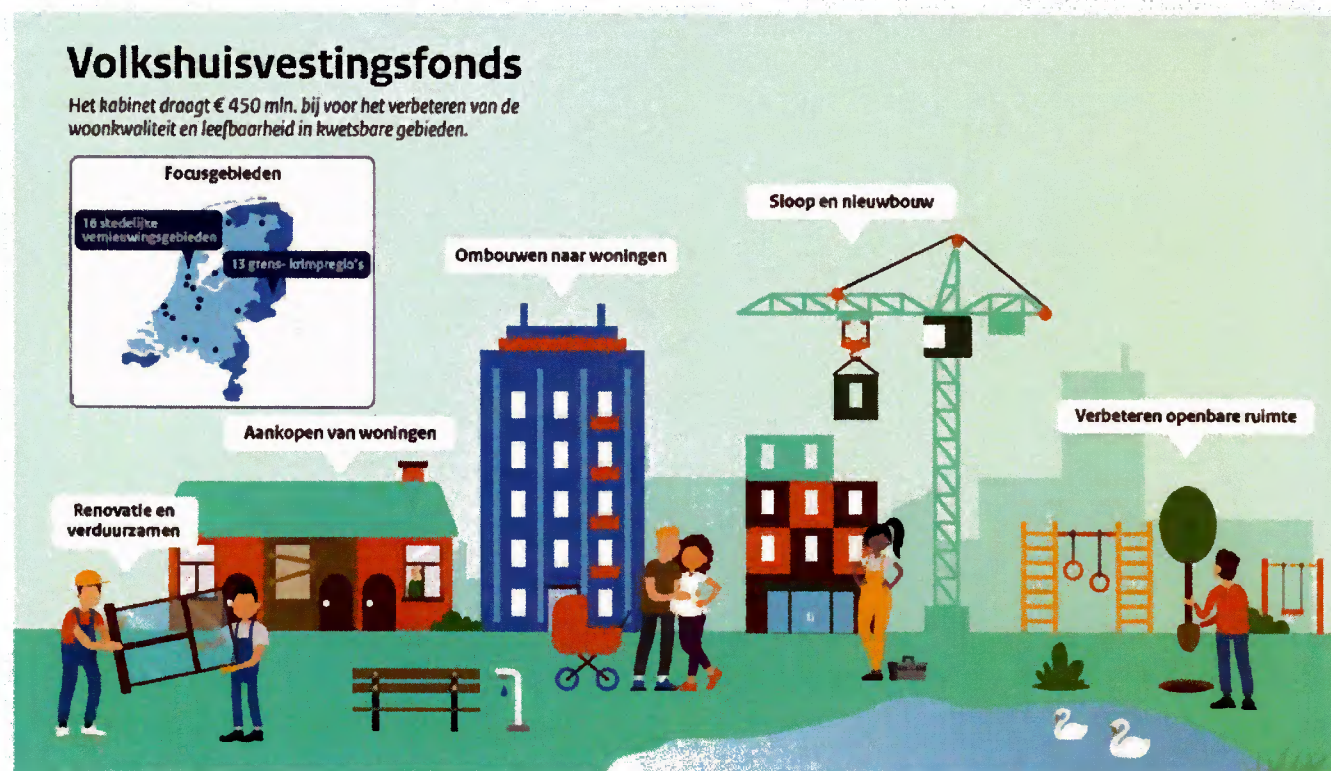 Volkshuisvestingsfonds
Het kabinet draagt € 450 mln. bij voor het verbeteren van de
woonkwaliteit en leefbaarheid in kwetsbare gebieden.
Focusgebieden
16 stedelijke
vernieuwingsgebieden
13 grens- krimpregio's
Sloop en nieuwbouw
Ombouwen naar woningen
Verbeteren openbare ruimte
Aankopen van woningen
Renovatie en
verduurzamen